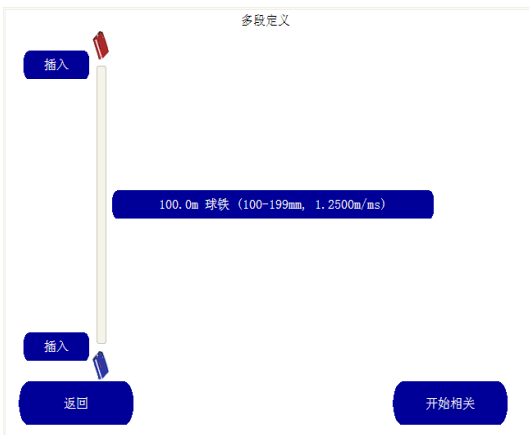 多段定义
插入
100.0m 球铁 (100-199mm, 1.2500m/ms)
插入
返回
开始相关